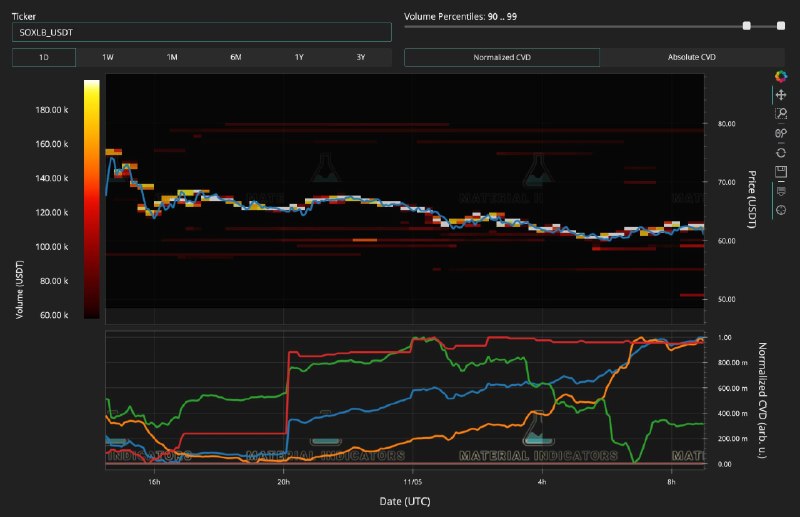 Ticker
SOXLB_USDT
Volume Percentiles: 90 .. 99
1D 1W 1M 6M 1Y 3Y
Normalized CVD Absolute CVD
Volume (USDT)
180.00 k
160.00 k
140.00 k
120.00 k
100.00 k
80.00 k
60.00 k
80.00
70.00
60.00
50.00
Price (USDT)
MATERIAL
1.00
800.00 m
600.00 m
400.00 m
200.00 m
0.00
Normalized CVD (arb. u.)
INDICATORS MATERIAL INDICATORS MATERIAL INDICATORS MATI
16h 20h 11/05 4h 8h
Date (UTC)